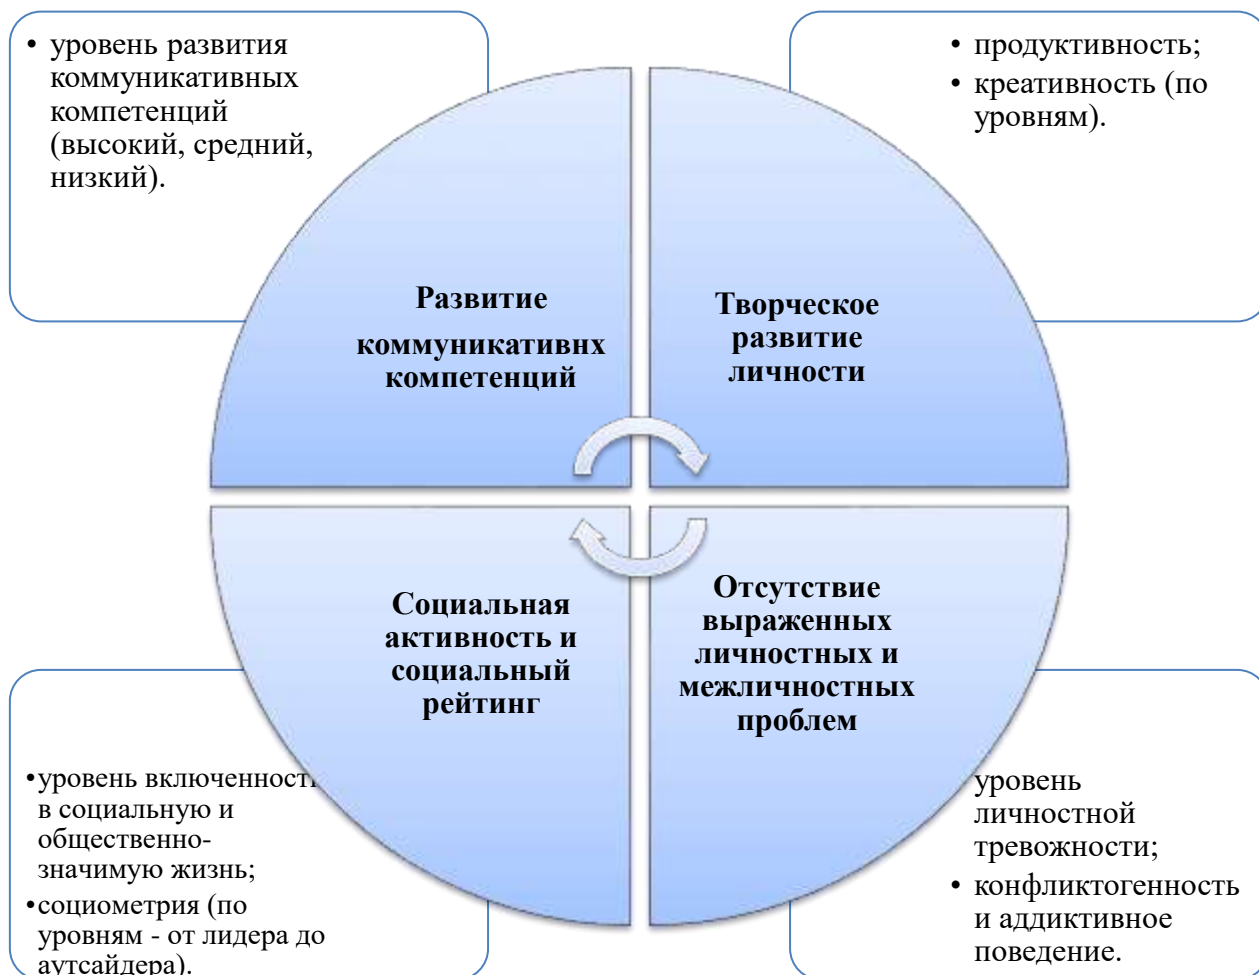 • уровень развития
коммуникативных
компетенций
(высокий, средний,
низкий).
• продуктивность;
• креативность (по
уровням).
Развитие
коммуникативнх
компетенций
Творческое
развитие
личности
Социальная
активность и
социальный
рейтинг
Отсутствие
выраженных
личностных и
межличностных
проблем
•уровень включенность
в социальную и
общественно-
значимую жизнь;
•социометрия (по
уровням - от лидера до
аутсайдера).
уровень
личностной
тревожности;
• конфликтогенность
и аддиктивное
поведение.